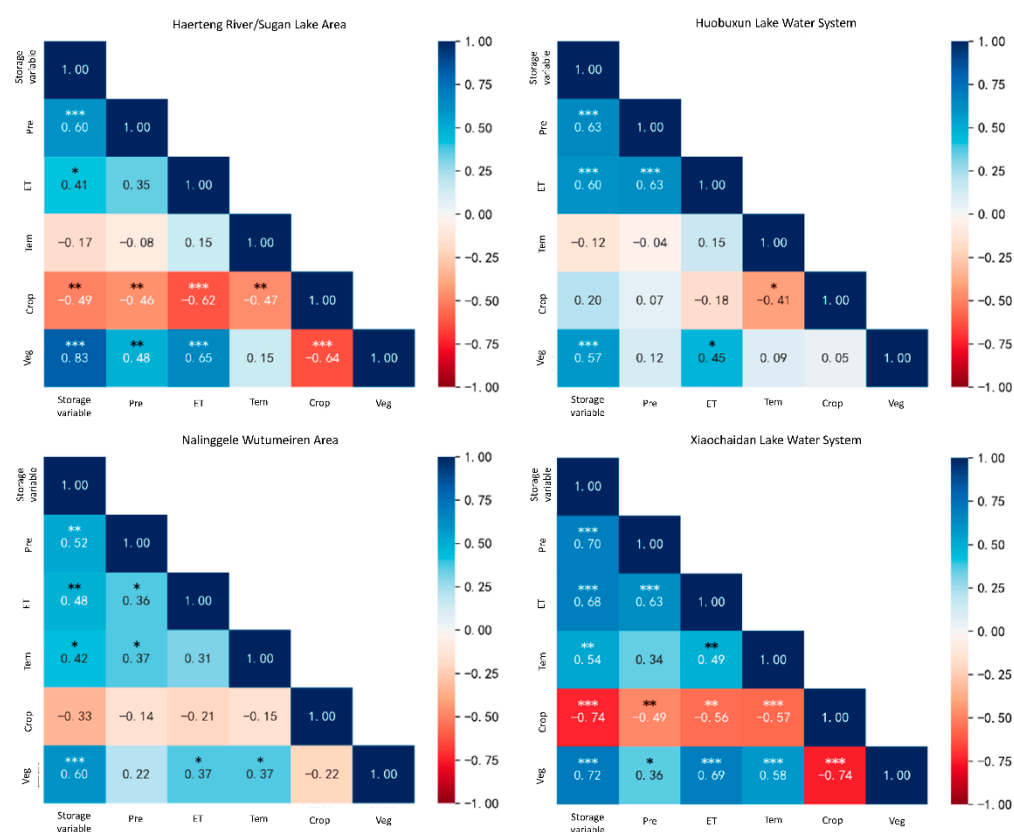 Haerteng River/Sugan Lake Area
Storage
variable
1.00
Pre
***
0.60 1.00
ET
*
0.41 0.35 1.00
Tem
−0.17 −0.08 0.15 1.00
Crop
** ** *** **
−0.49 −0.46 −0.62 −0.47 1.00
Veg
*** ** *** ***
0.83 0.48 0.65 0.15 −0.64 1.00
Storage
variable
Pre ET Tem Crop Veg
1.00
0.75
0.50
0.25
0.00
−0.25
−0.50
−0.75
−1.00
Huobuxun Lake Water System
Storage
variable
1.00
Pre
***
0.63 1.00
ET
*** ***
0.60 0.63 1.00
Tem
−0.12 −0.04 0.15 1.00
Crop
*
0.20 0.07 −0.18 −0.41 1.00
Veg
*** *
0.57 0.12 0.45 0.09 0.05 1.00
Storage
variable
Pre ET Tem Crop Veg
1.00
0.75
0.50
0.25
0.00
−0.25
−0.50
−0.75
−1.00
Nalinggele Wutumeiren Area
Storage
variable
1.00
Pre
**
0.52 1.00
ET
** *
0.48 0.36 1.00
Tem
* *
0.42 0.37 0.31 1.00
Crop
−0.33 −0.14 −0.21 −0.15 1.00
Veg
*** * *
0.60 0.22 0.37 0.37 −0.22 1.00
Storage
variable
Pre ET Tem Crop Veg
1.00
0.75
0.50
0.25
0.00
−0.25
−0.50
−0.75
−1.00
Xiaochaidan Lake Water System
Storage
variable
1.00
Pre
***
0.70 1.00
ET
*** ***
0.68 0.63 1.00
Tem
** **
0.54 0.34 0.49 1.00
Crop
*** ** ** ***
−0.74 −0.49 −0.56 −0.57 1.00
Veg
*** * *** *** ***
0.72 0.36 0.69 0.58 −0.74 1.00
Storage
variable
Pre ET Tem Crop Veg
1.00
0.75
0.50
0.25
0.00
−0.25
−0.50
−0.75
−1.00